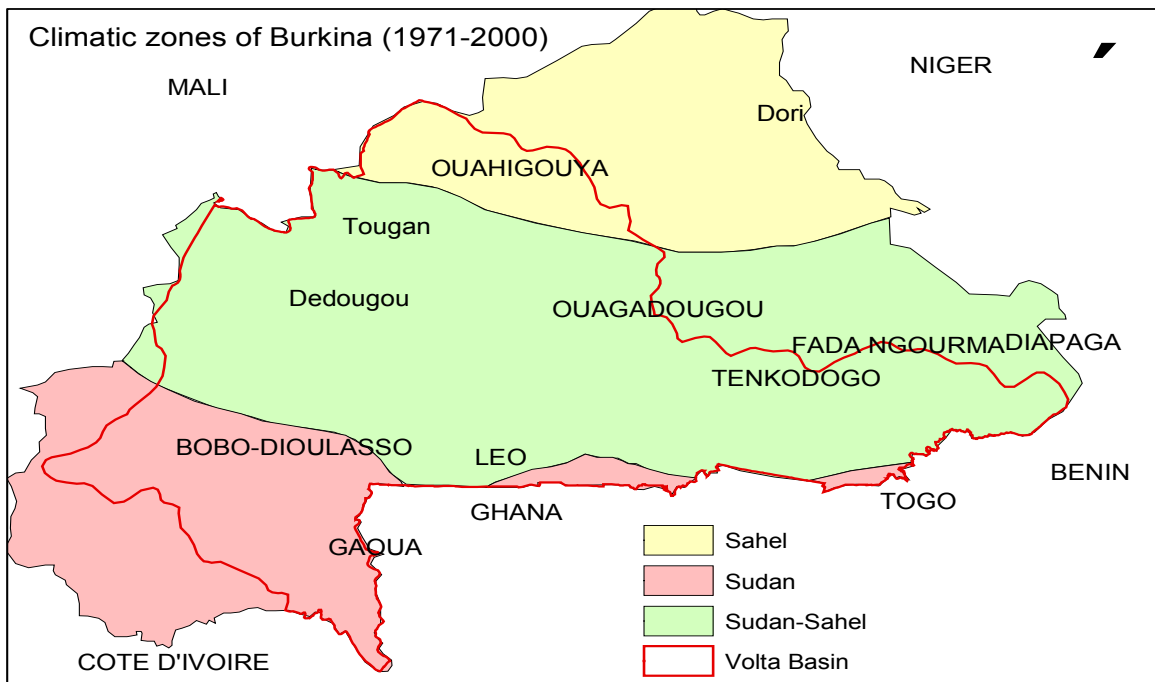 Climatic zones of Burkina (1971-2000)
NIGER
MALI
Dori
OUAHIGOUYA
Tougan
Dedougou
OUAGADOUGOU
FADA NGOURMA
DIAPAGA
TENKODOGO
BOBO-DIOULASSO
LEO
BENIN
TOGO
GHANA
GAOUA
Sahel
Sudan
Sudan-Sahel
COTE D'IVOIRE
Volta Basin